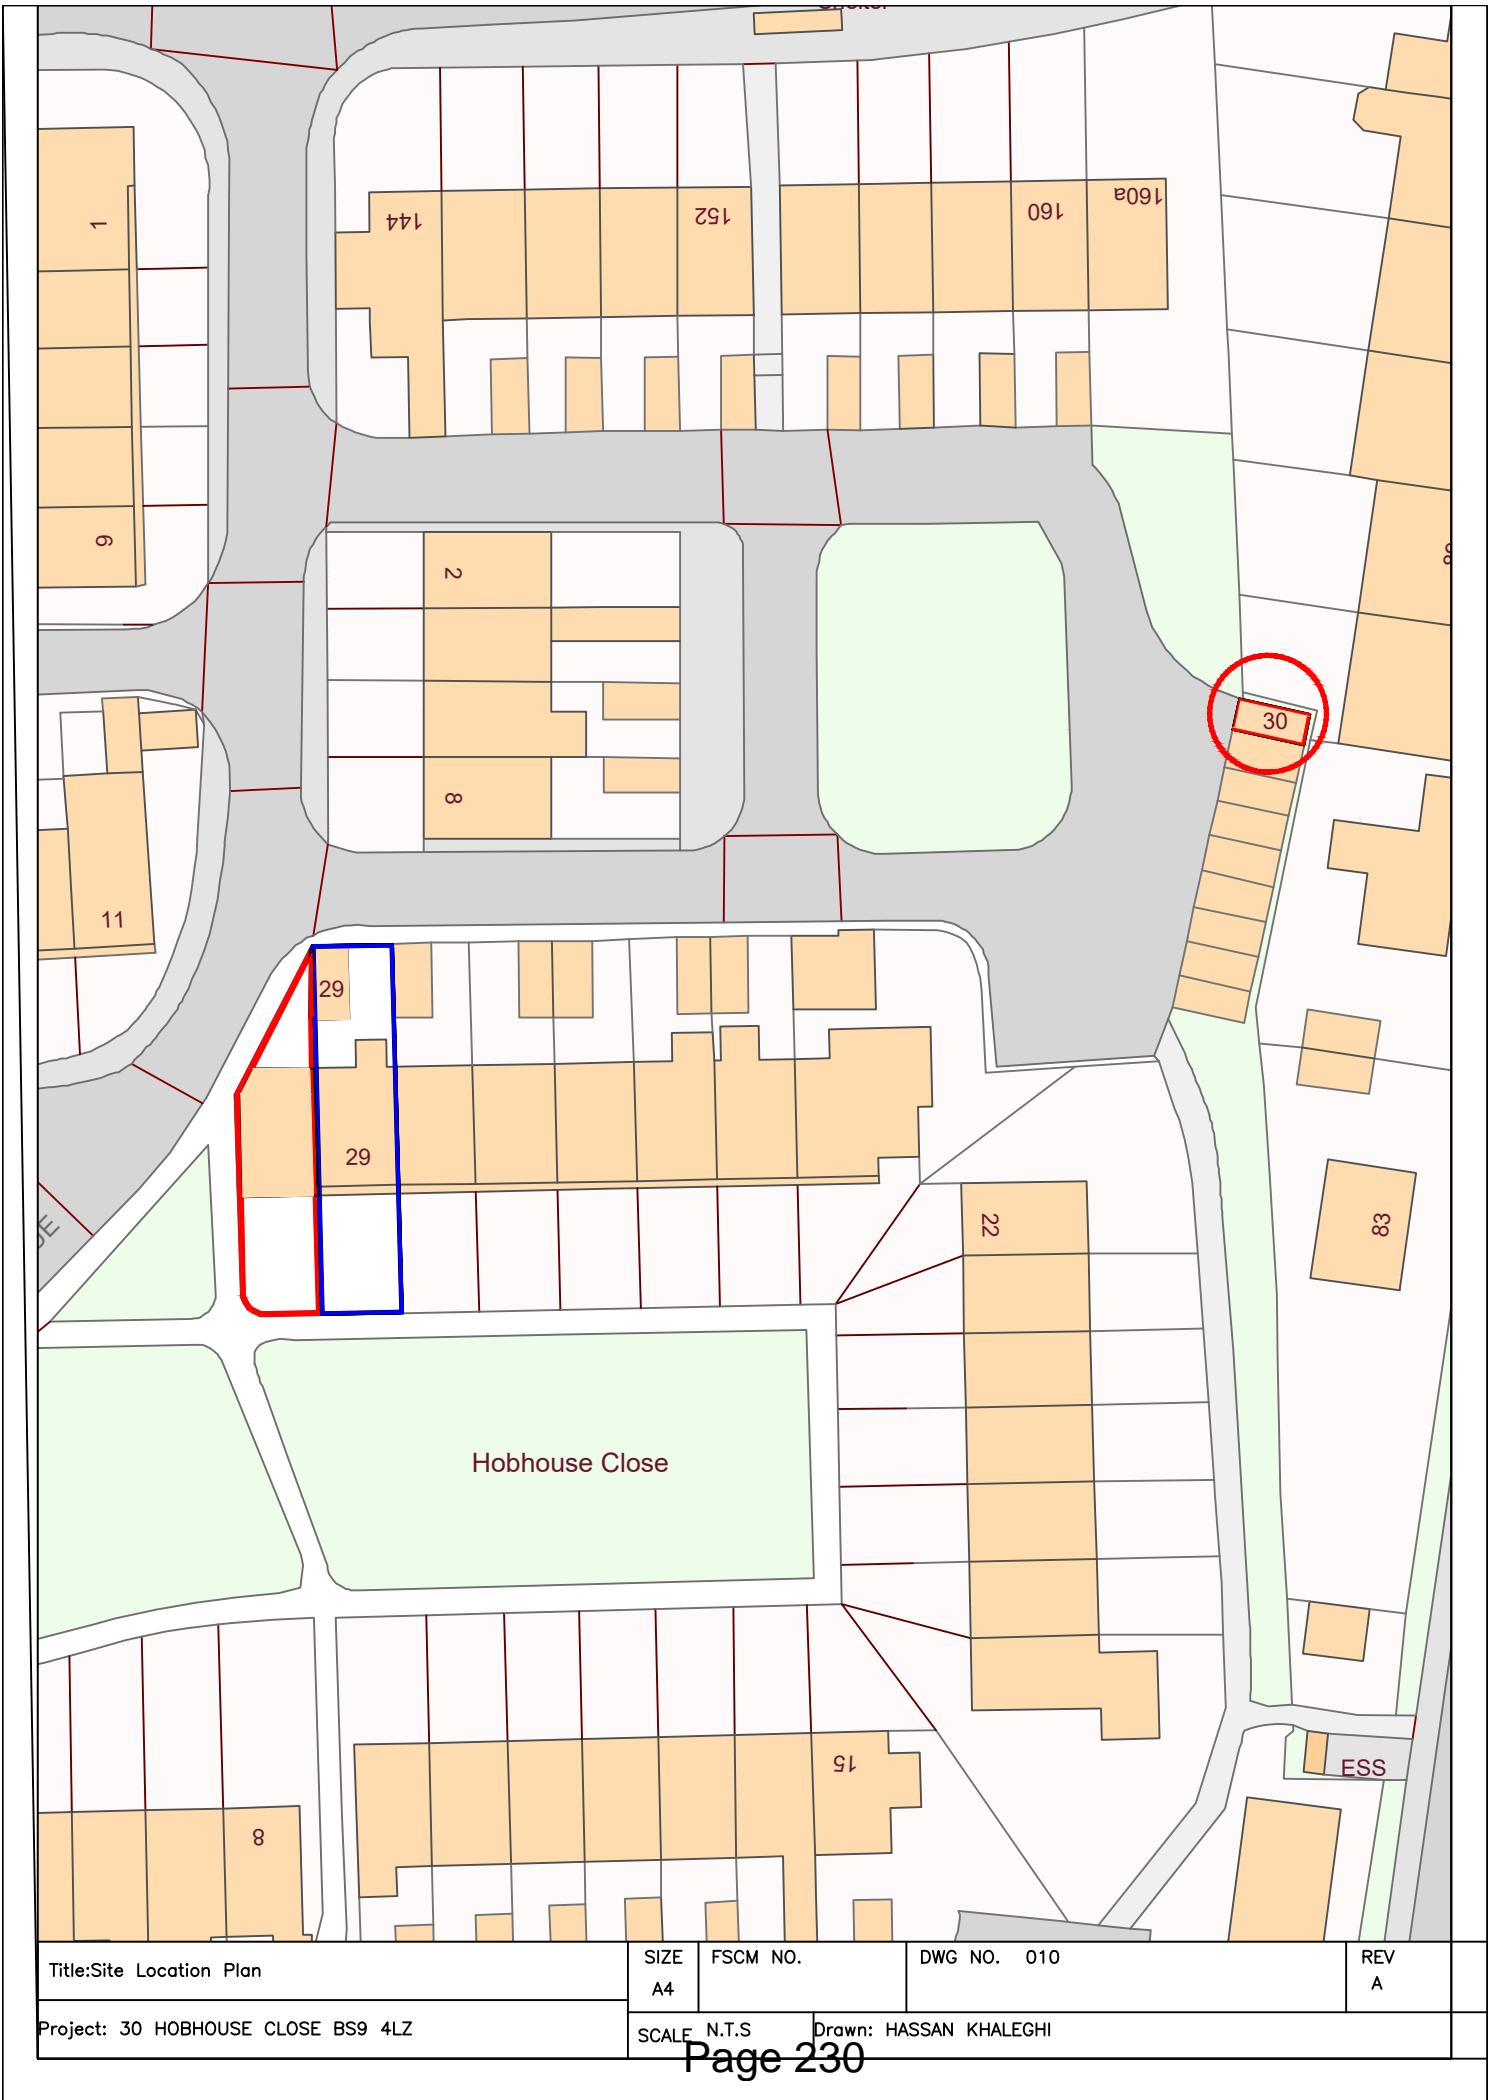 1
144
152
160
160a
6
2
30
8
11
29
29
22
83
Hobhouse Close
15
ESS
8
Title:Site Location Plan
SIZE
A4
FSCM NO.
DWG NO. 010
REV
A
Project: 30 HOBHOUSE CLOSE BS9 4LZ
SCALE N.T.S
Drawn: HASSAN KHALEGHI
Page 230